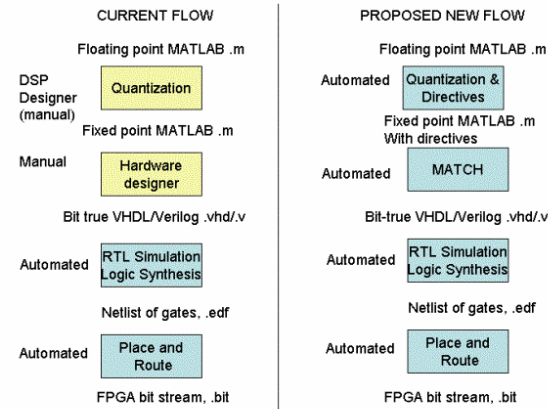 CURRENT FLOW
Floating point MATLAB .m
DSP
Designer
(manual)
Quantization
Fixed point MATLAB .m
Manual
Hardware
designer
Bit true VHDL/Verilog .vhd/.v
Automated
RTL Simulation
Logic Synthesis
Netlist of gates, .edf
Automated
Place and
Route
FPGA bit stream, .bit
PROPOSED NEW FLOW
Floating point MATLAB .m
Automated
Quantization &
Directives
Fixed point MATLAB .m
With directives
Automated
MATCH
Bit-true VHDL/Verilog .vhd/.v
Automated
RTL Simulation
Logic Synthesis
Netlist of gates, .edf
Automated
Place and
Route
FPGA bit stream, .bit